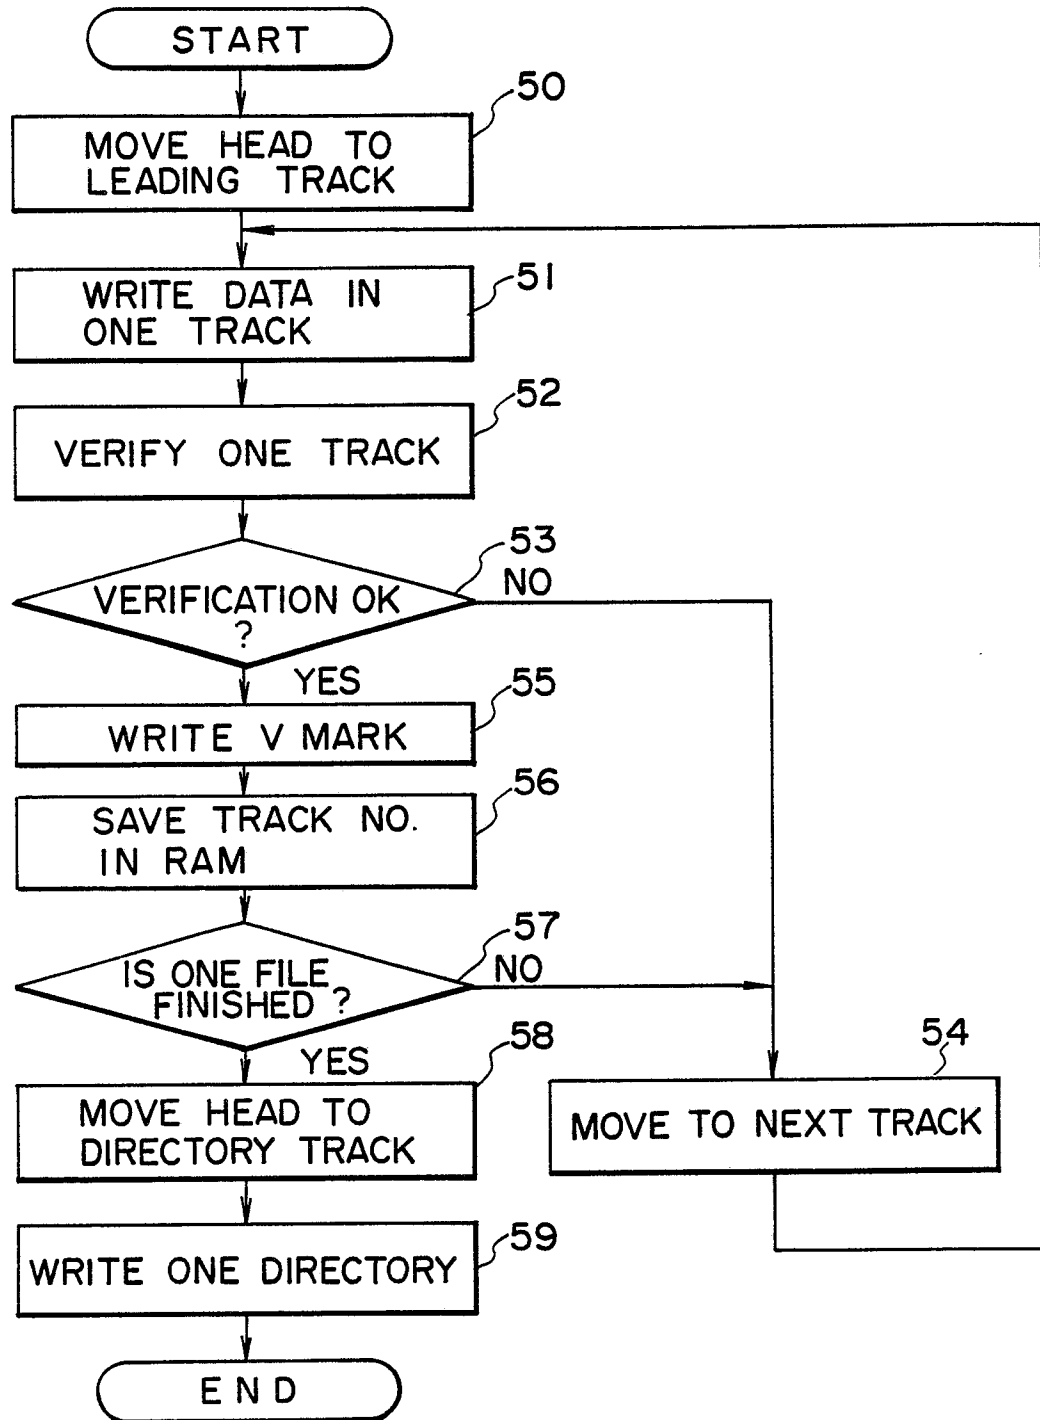 START
50
MOVE HEAD TO
LEADING TRACK
51
WRITE DATA IN
ONE TRACK
52
VERIFY ONE TRACK
53
NO
VERIFICATION OK
?
YES
55
WRITE V MARK
56
SAVE TRACK NO.
IN RAM
57
NO
IS ONE FILE
FINISHED ?
YES
58
54
MOVE HEAD TO
DIRECTORY TRACK
MOVE TO NEXT TRACK
59
WRITE ONE DIRECTORY
END